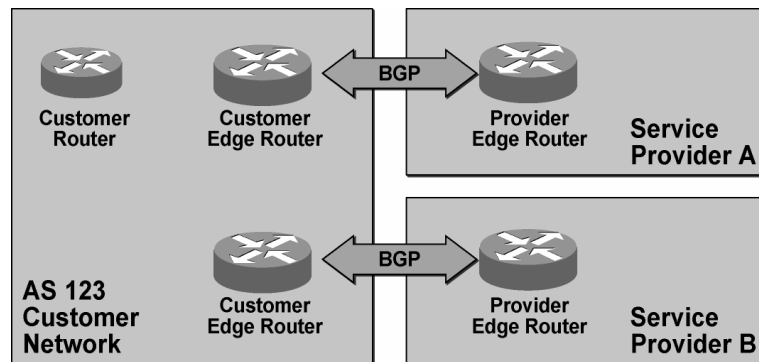 Customer
Router
Customer
Edge Router
BGP
Provider
Edge Router
Service
Provider A
AS 123
Customer
Network
Customer
Edge Router
BGP
Provider
Edge Router
Service
Provider B